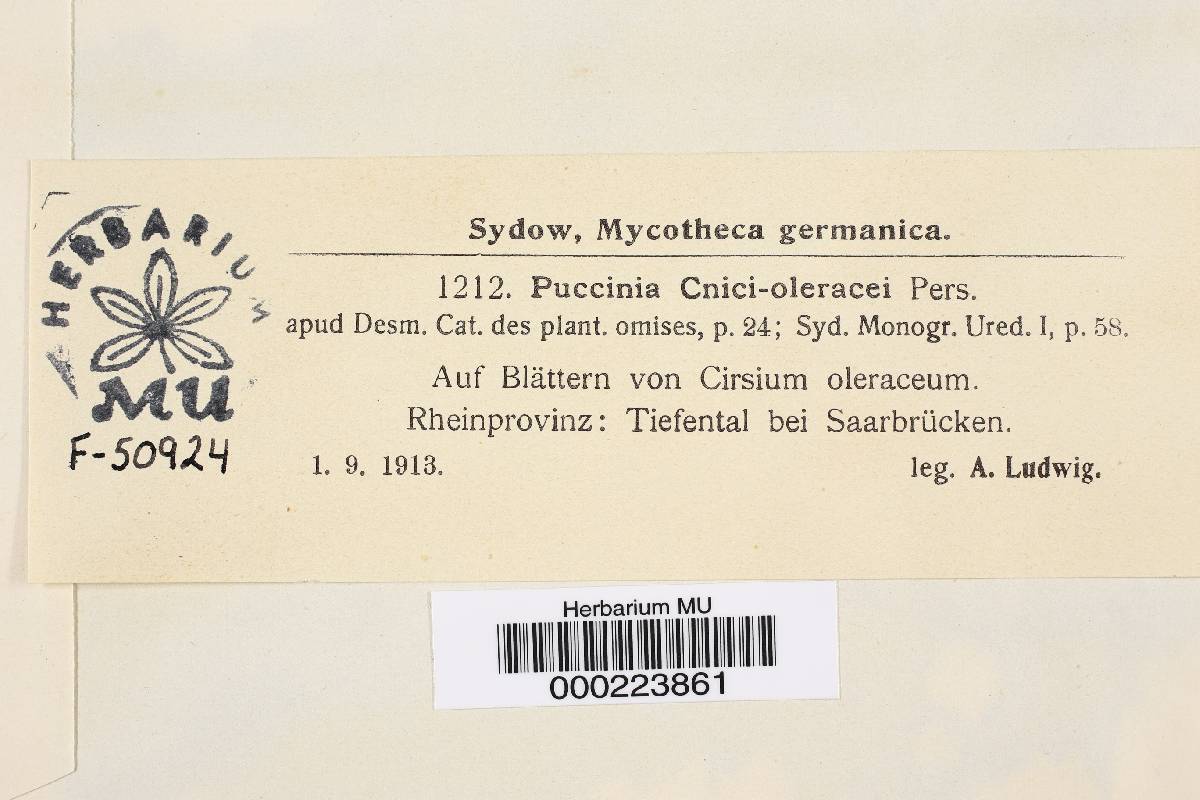 HERBARIUM
MU
F-50924
Sydow, Mycotheca germanica.
1212. Puccinia Cnici-oleracei Pers.
apud Desm. Cat. des plant. omises, p. 24; Syd. Monogr. Ured. I, p. 58.
Auf Blättern von Cirsium oleraceum.
Rheinprovinz: Tiefental bei Saarbrücken.
1. 9. 1913. leg. A. Ludwig.
Herbarium MU
000223861